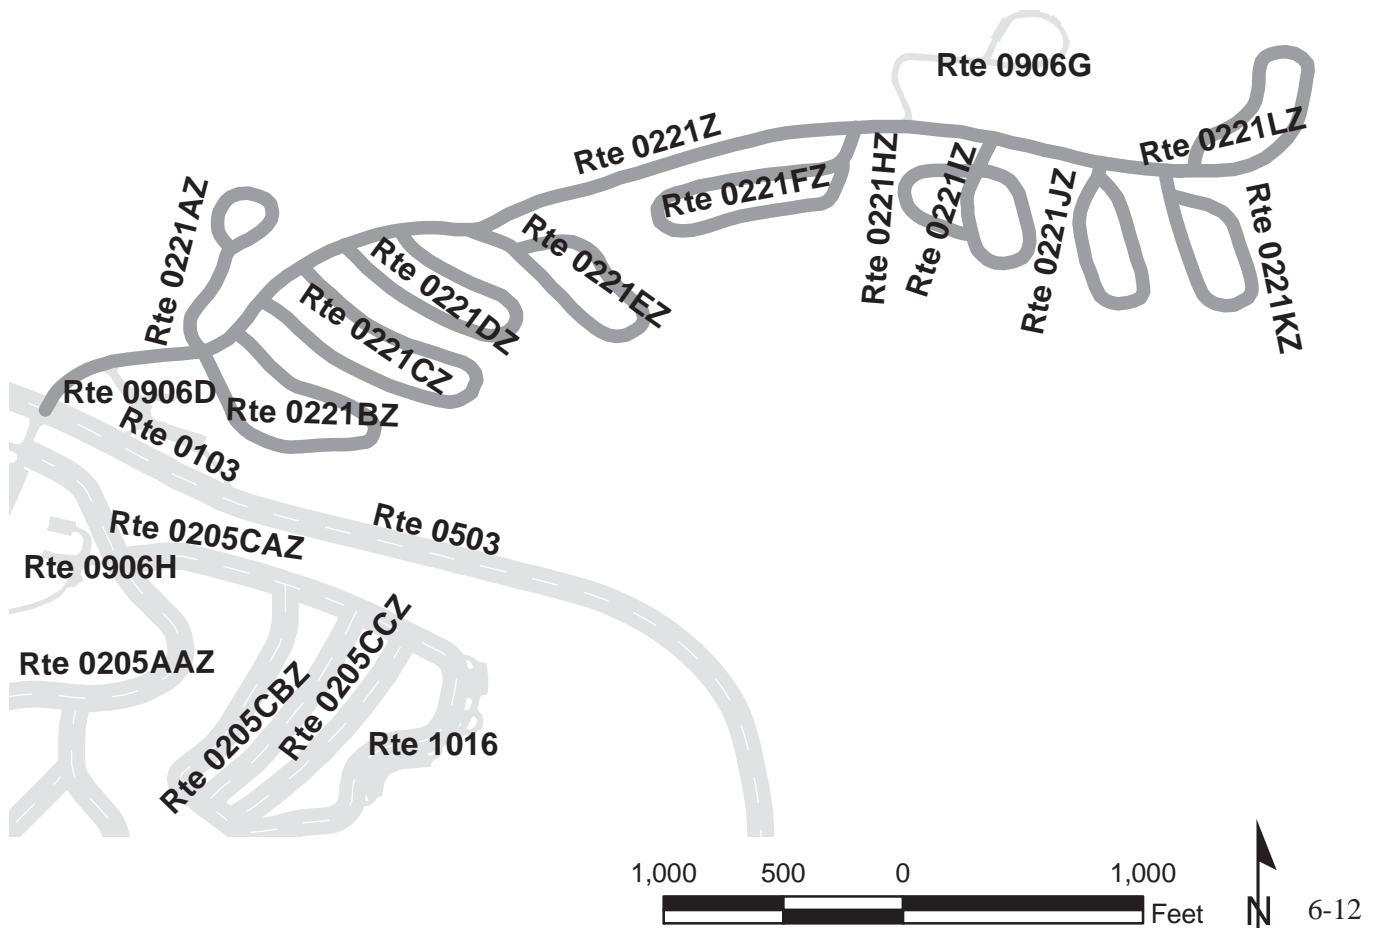 Rte 0906G
Rte 0221Z
Rte 0221LZ
Rte 0221AZ
Rte 0221FZ
Rte 0221HZ
Rte 0221IZ
Rte 0221JZ
Rte 0221KZ
Rte 0221EZ
Rte 0221DZ
Rte 0221CZ
Rte 0906D
Rte 0221BZ
Rte 0103
Rte 0503
Rte 0205CAZ
Rte 0906H
Rte 0205AAZ
Rte 0205CBZ
Rte 0205CCZ
Rte 1016
1,000 500 0 1,000
Feet
N
6-12